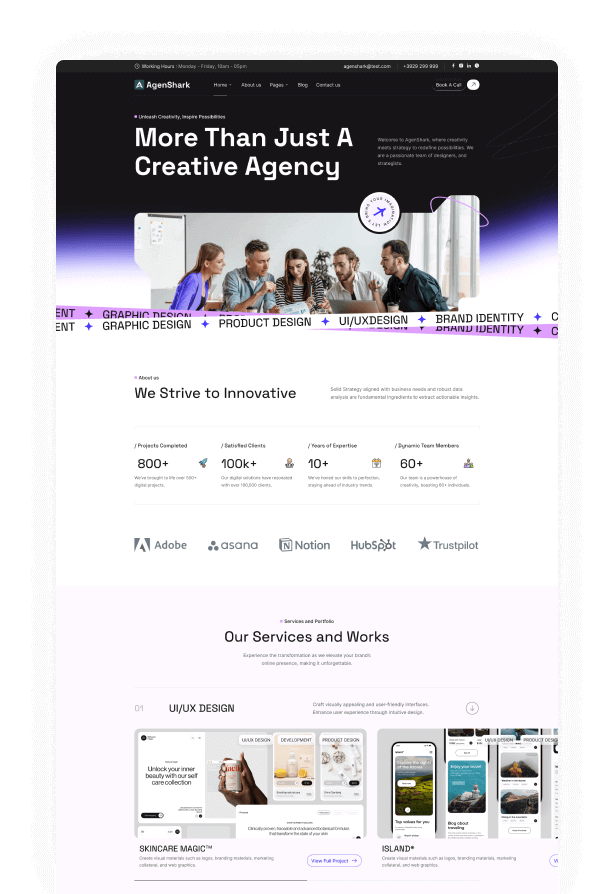 Working Hours : Monday - Friday, 10am - 05pm
agenshark@test.com
+3929 299 999
AgenShark
Home
About us
Pages
Blog
Contact us
Book A Call
Unleash Creativity, Inspire Possibilities
More Than Just A
Creative Agency
Welcome to AgenShark, where creativity
meets strategy to redefine possibilities. We
are a passionate team of designers, and
strategists.
ENT ✦ GRAPHIC DESIGN
BRAND IDENTITY ✦ C
ENT ✦ GRAPHIC DESIGN ✦ PRODUCT DESIGN ✦ UI/UXDESIGN ✦ BRAND IDENTITY ✦ C
About us
We Strive to Innovative
Solid Strategy aligned with business needs and robust data
analysis are fundamental ingredients to extract actionable insights.
/ Projects Completed
800+
We've brought to life over 500+
digital projects.
/ Satisfied Clients
100k+
Our digital solutions have resonated
with over 100,000 clients.
/ Years of Expertise
10+
We've honed our skills to perfection,
staying ahead of industry trends.
/ Dynamic Team Members
60+
Our team is a powerhouse of
creativity, boasting 60+ individuals.
Adobe
asana
Notion
HubSpot
Trustpilot
Services and Portfolio
Our Services and Works
Experience the transformation as we elevate your brand's
online presence, making it unforgettable.
01
UI/UX DESIGN
Craft visually appealing and user-friendly interfaces.
Enhance user experience through intuitive design.
UI/UX DESIGN
DEVELOPMENT
PRODUCT DESIGN
Unlock your inner
beauty with our self
care collection
UI/UX DESIGN
Explore the night
of the Aurora
Enjoy your travel
Top values for you
Blog about
traveling
SKINCARE MAGIC™
Create visual materials such as logos, branding materials, marketing
collateral, and web graphics.
View Full Project
ISLAND®
Create visual materials such as logos, branding materials, marketing
collateral, and web graphics.